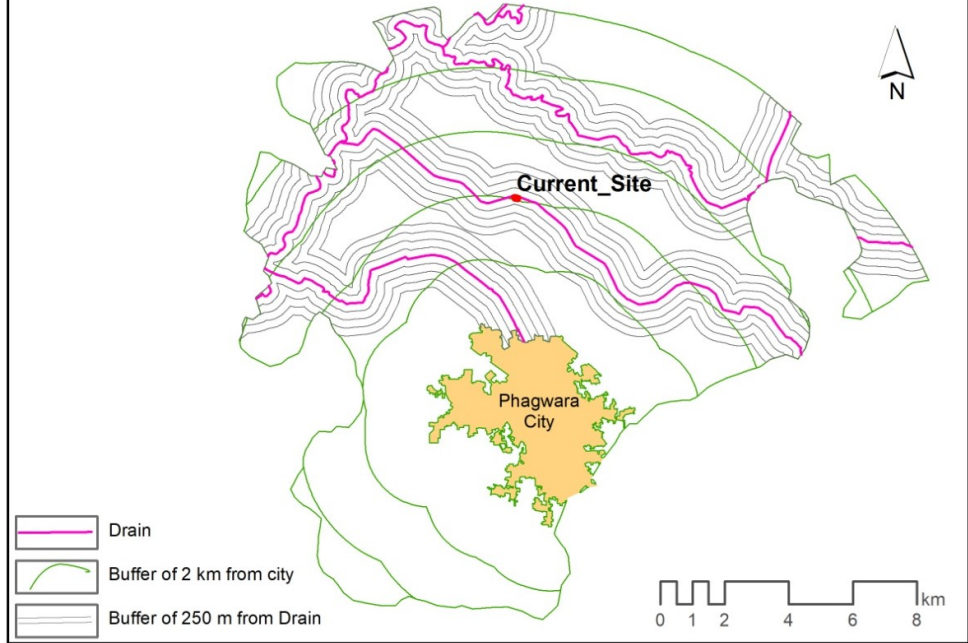 N
Current_Site
Phagwara
City
Drain
Buffer of 2 km from city
Buffer of 250 m from Drain
km
0 1 2 4 6 8